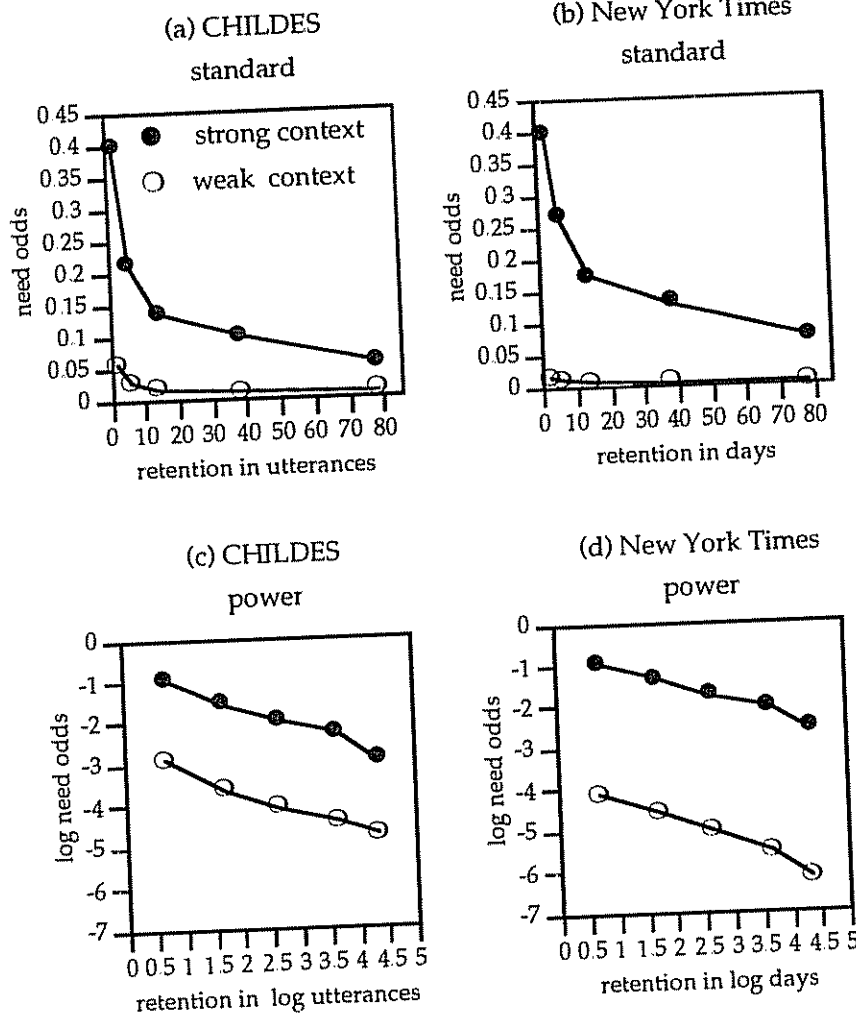 (a) CHILDES
standard
0.45
0.4
0.35
0.3
0.25
0.2
0.15
0.1
0.05
0
need odds
strong context
weak context
0 10 20 30 40 50 60 70 80
retention in utterances
(b) New York Times
standard
0.45
0.4
0.35
0.3
0.25
0.2
0.15
0.1
0.05
0
need odds
0 10 20 30 40 50 60 70 80
retention in days
(c) CHILDES
power
0
-1
-2
-3
-4
-5
-6
-7
log need odds
0 0.5 1 1.5 2 2.5 3 3.5 4 4.5 5
retention in log utterances
(d) New York Times
power
0
-1
-2
-3
-4
-5
-6
-7
log need odds
0 0.5 1 1.5 2 2.5 3 3.5 4 4.5 5
retention in log days